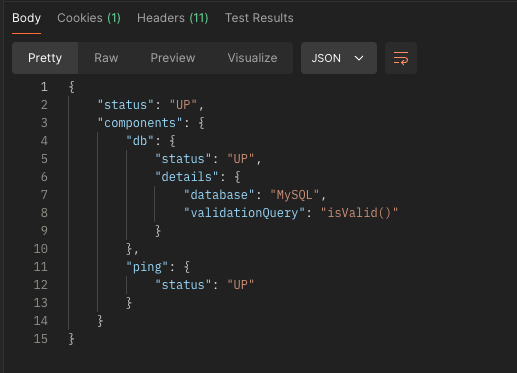 Body Cookies (1) Headers (11) Test Results
Pretty Raw Preview Visualize JSON
1 {
2 "status": "UP",
3 "components": {
4 "db": {
5 "status": "UP",
6 "details": {
7 "database": "MySQL",
8 "validationQuery": "isValid()"
9 }
10 },
11 "ping": {
12 "status": "UP"
13 }
14 }
15 }